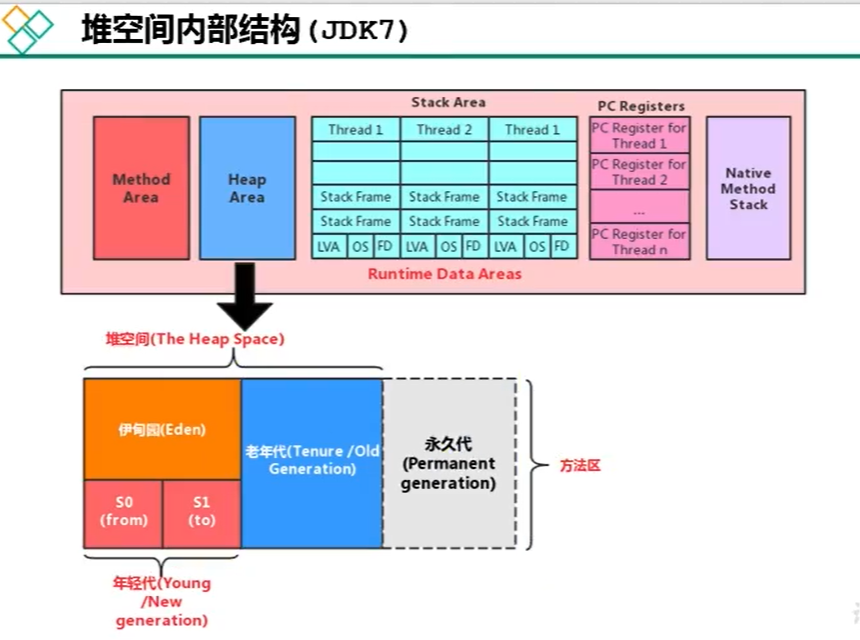 堆空间内部结构(JDK7)
Stack Area
PC Registers
Method
Area
Heap
Area
Thread 1
Thread 2
Thread 1
Stack Frame
Stack Frame
Stack Frame
Stack Frame
Stack Frame
Stack Frame
LVA
OS
FD
LVA
OS
FD
LVA
OS
FD
PC Register for
Thread 1
PC Register for
Thread 2
...
PC Register for
Thread n
Native
Method
Stack
Runtime Data Areas
堆空间(The Heap Space)
伊甸园(Eden)
S0
(from)
S1
(to)
老年代(Tenure /Old
Generation)
永久代
(Permanent
generation)
方法区
年轻代(Young
/New
generation)